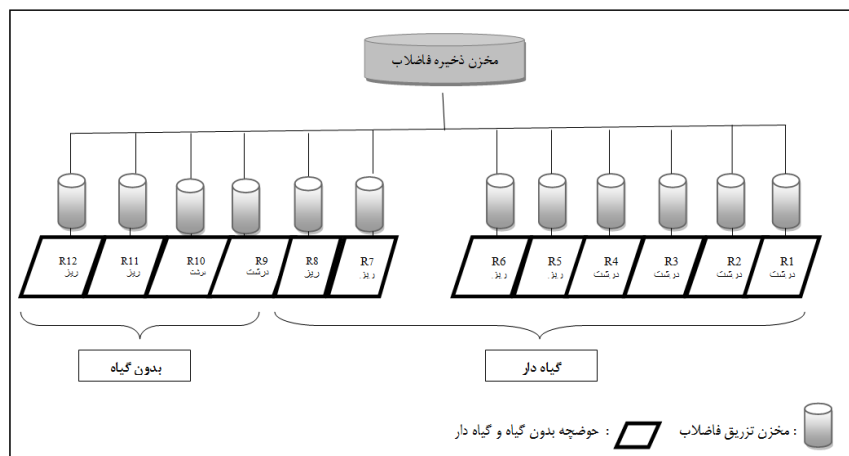 مخزن ذخیره فاضلاب
R1
درشت
R2
درشت
R3
درشت
R4
درشت
R5
ریز
R6
ریز
R7
ریز
R8
ریز
R9
درشت
R10
درشت
R11
ریز
R12
ریز
گیاه دار
بدون گیاه
: مخزن تزریق فاضلاب
: حوضچه بدون گیاه و گیاه دار